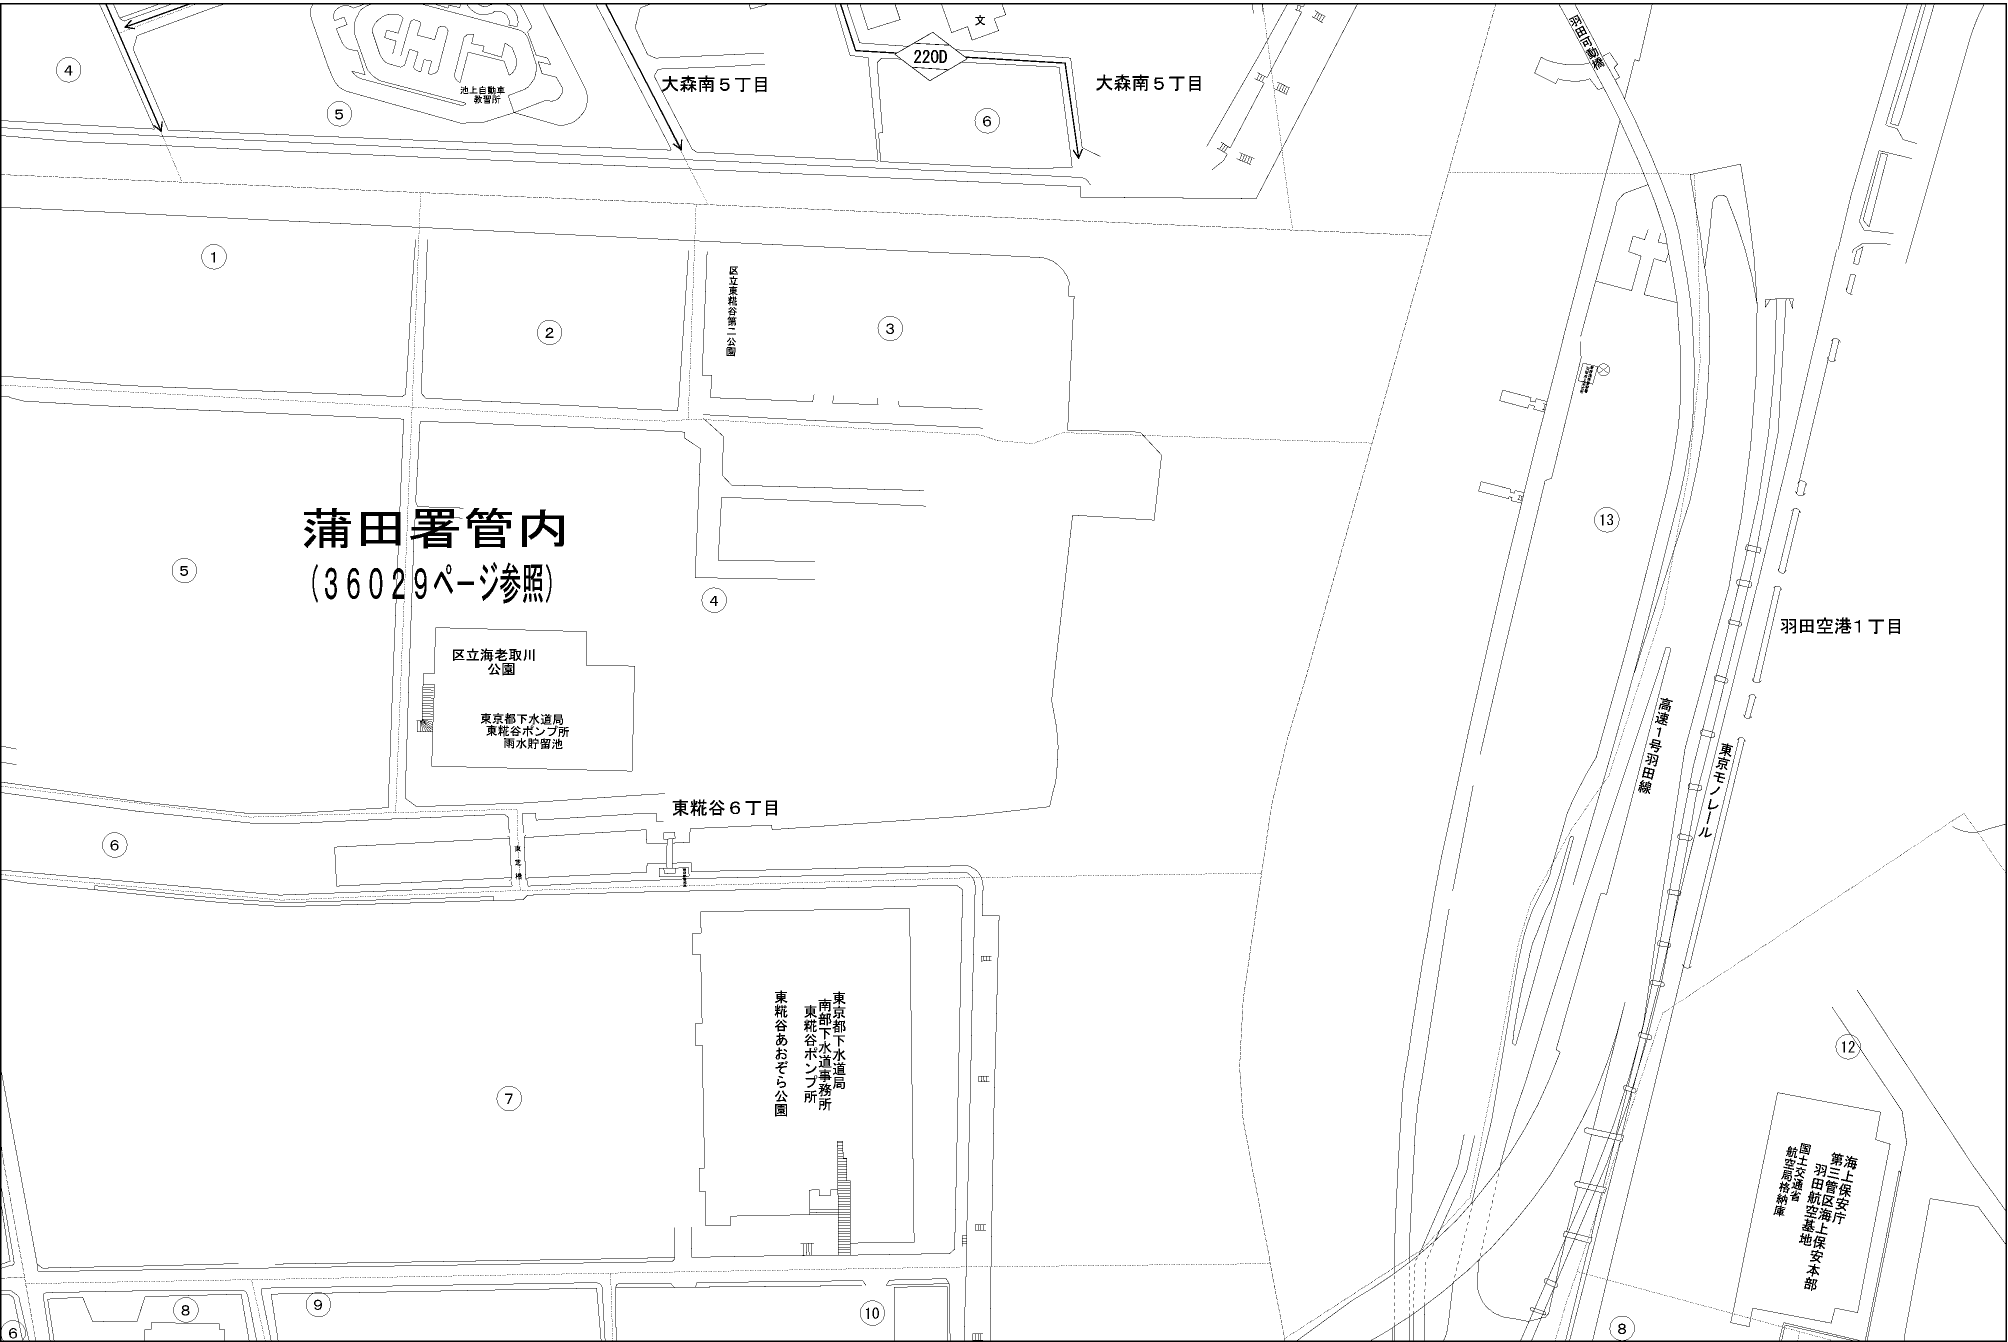 文
羽田可動橋
220D
4
池上自動車
教習所
大森南5丁目
大森南5丁目
5
6
1
区立東糀谷第二公園
2
3
13
蒲田署管内
(36029ページ参照)
5
4
羽田空港1丁目
区立海老取川
公園
東京都下水道局
東糀谷ポンプ所
雨水貯留池
高速1号羽田線
東京モノレール
東糀谷6丁目
6
東芝橋
東京都下水道局
南部下水道事務所
東糀谷ポンプ所
東糀谷あおぞら公園
12
7
海上保安庁
第三管区海上保安本部
羽田航空基地
国土交通省
航空局格納庫
8
9
10
6
8